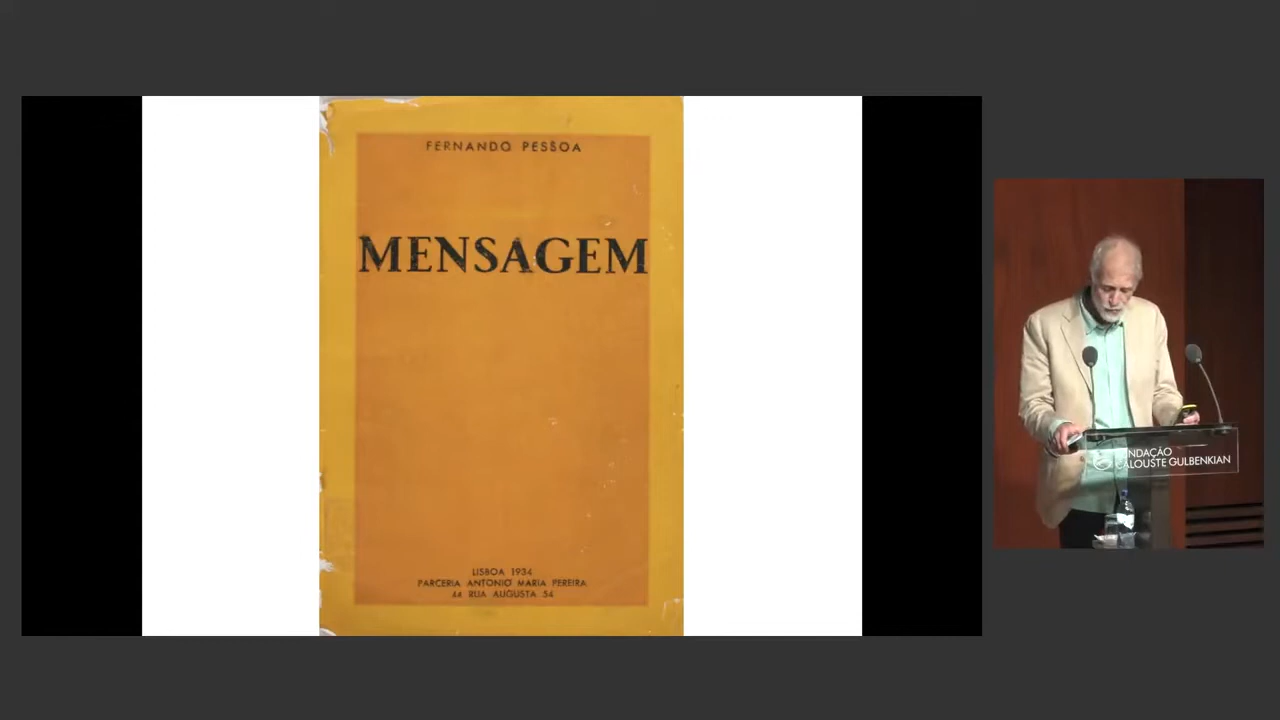 FERNANDO PESSOA
MENSAGEM
LISBOA 1934
PARCERIA ANTONIO MARIA PEREIRA
44 RUA AUGUSTA 54
FUNDAÇÃO
CALOUSTE GULBENKIAN